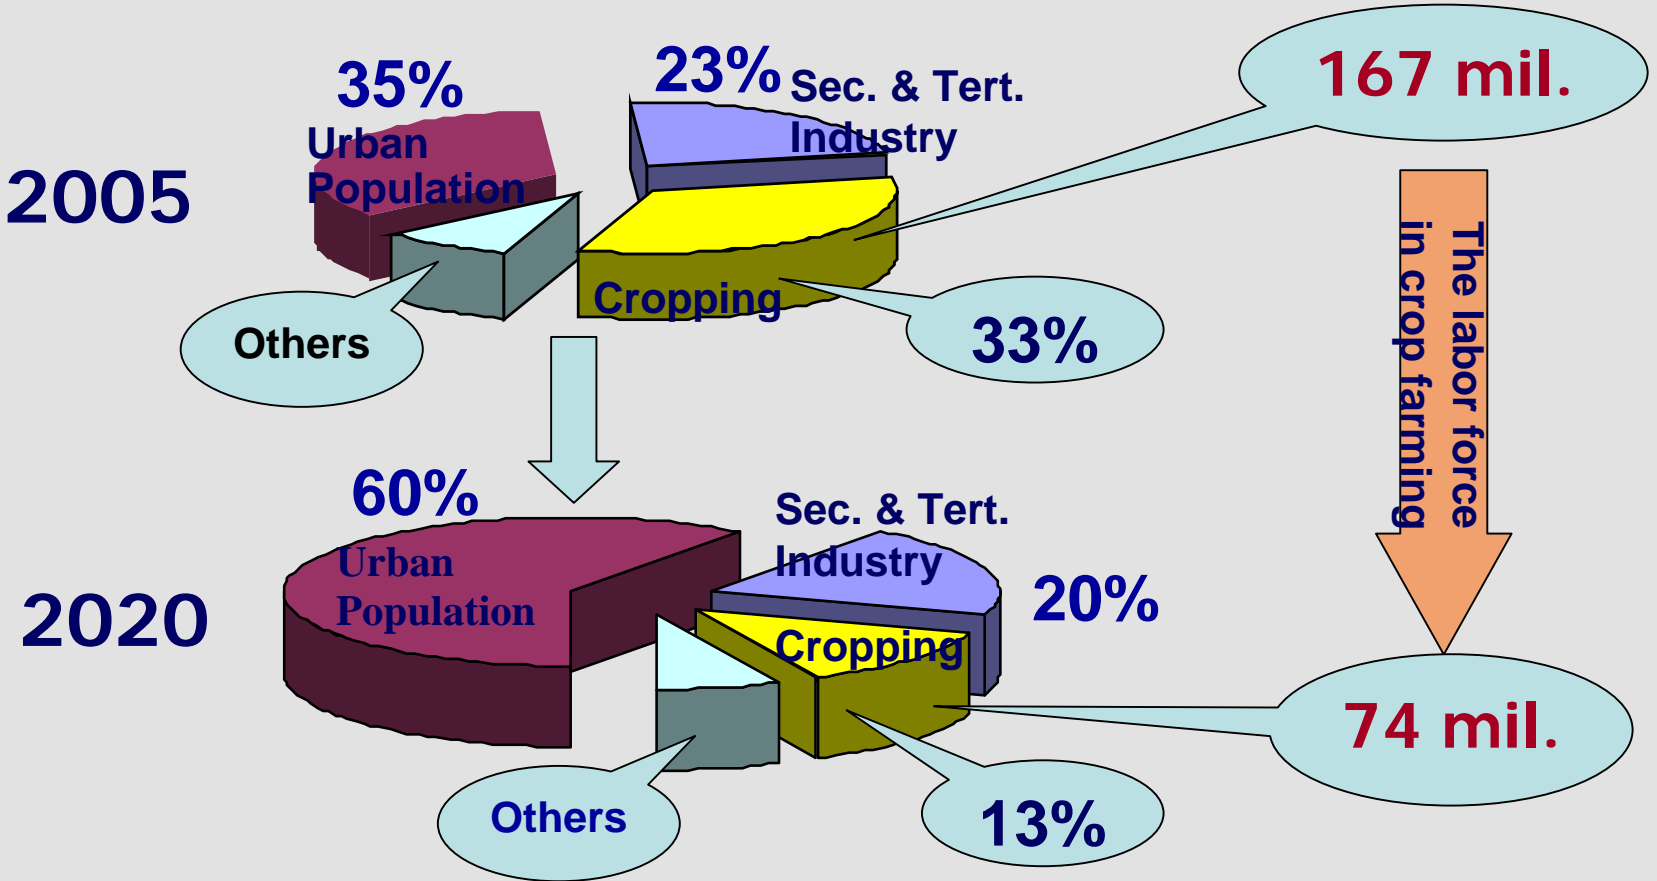 2005
35%
Urban
Population
23%
Sec. & Tert.
Industry
167 mil.
Cropping
33%
Others
The labor force
in crop farming
2020
60%
Urban
Population
Sec. & Tert.
Industry
20%
Cropping
74 mil.
Others
13%